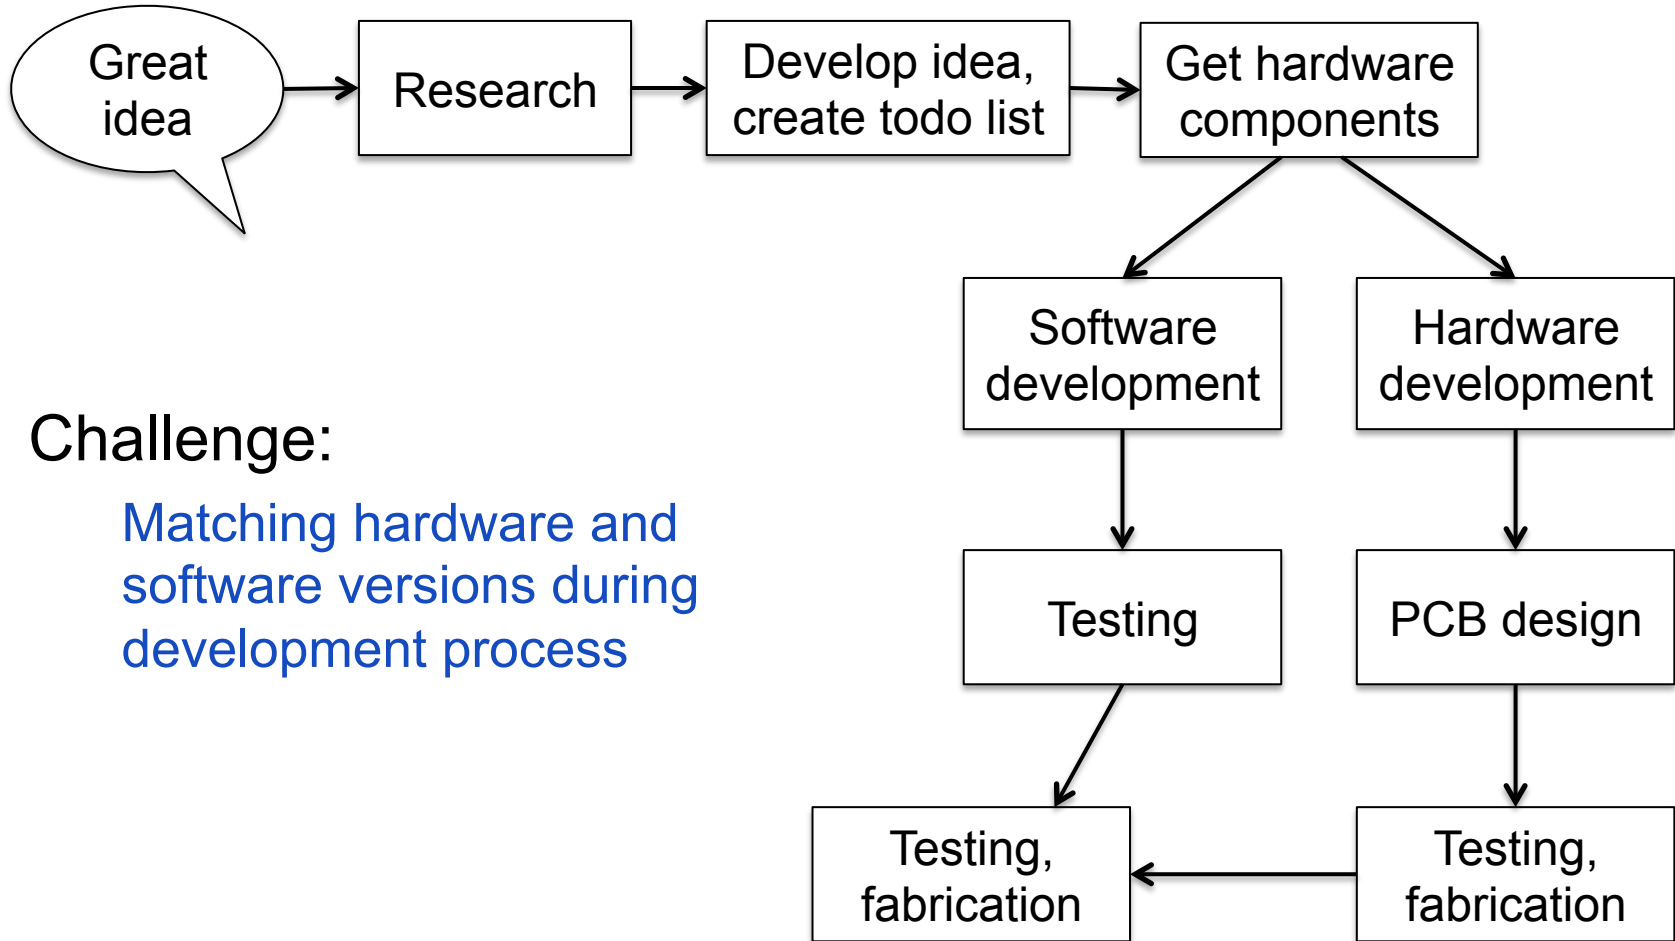 Great
idea
Research
Develop idea,
create todo list
Get hardware
components
Software
development
Hardware
development
Challenge:
Matching hardware and
software versions during
development process
Testing
PCB design
Testing,
fabrication
Testing,
fabrication